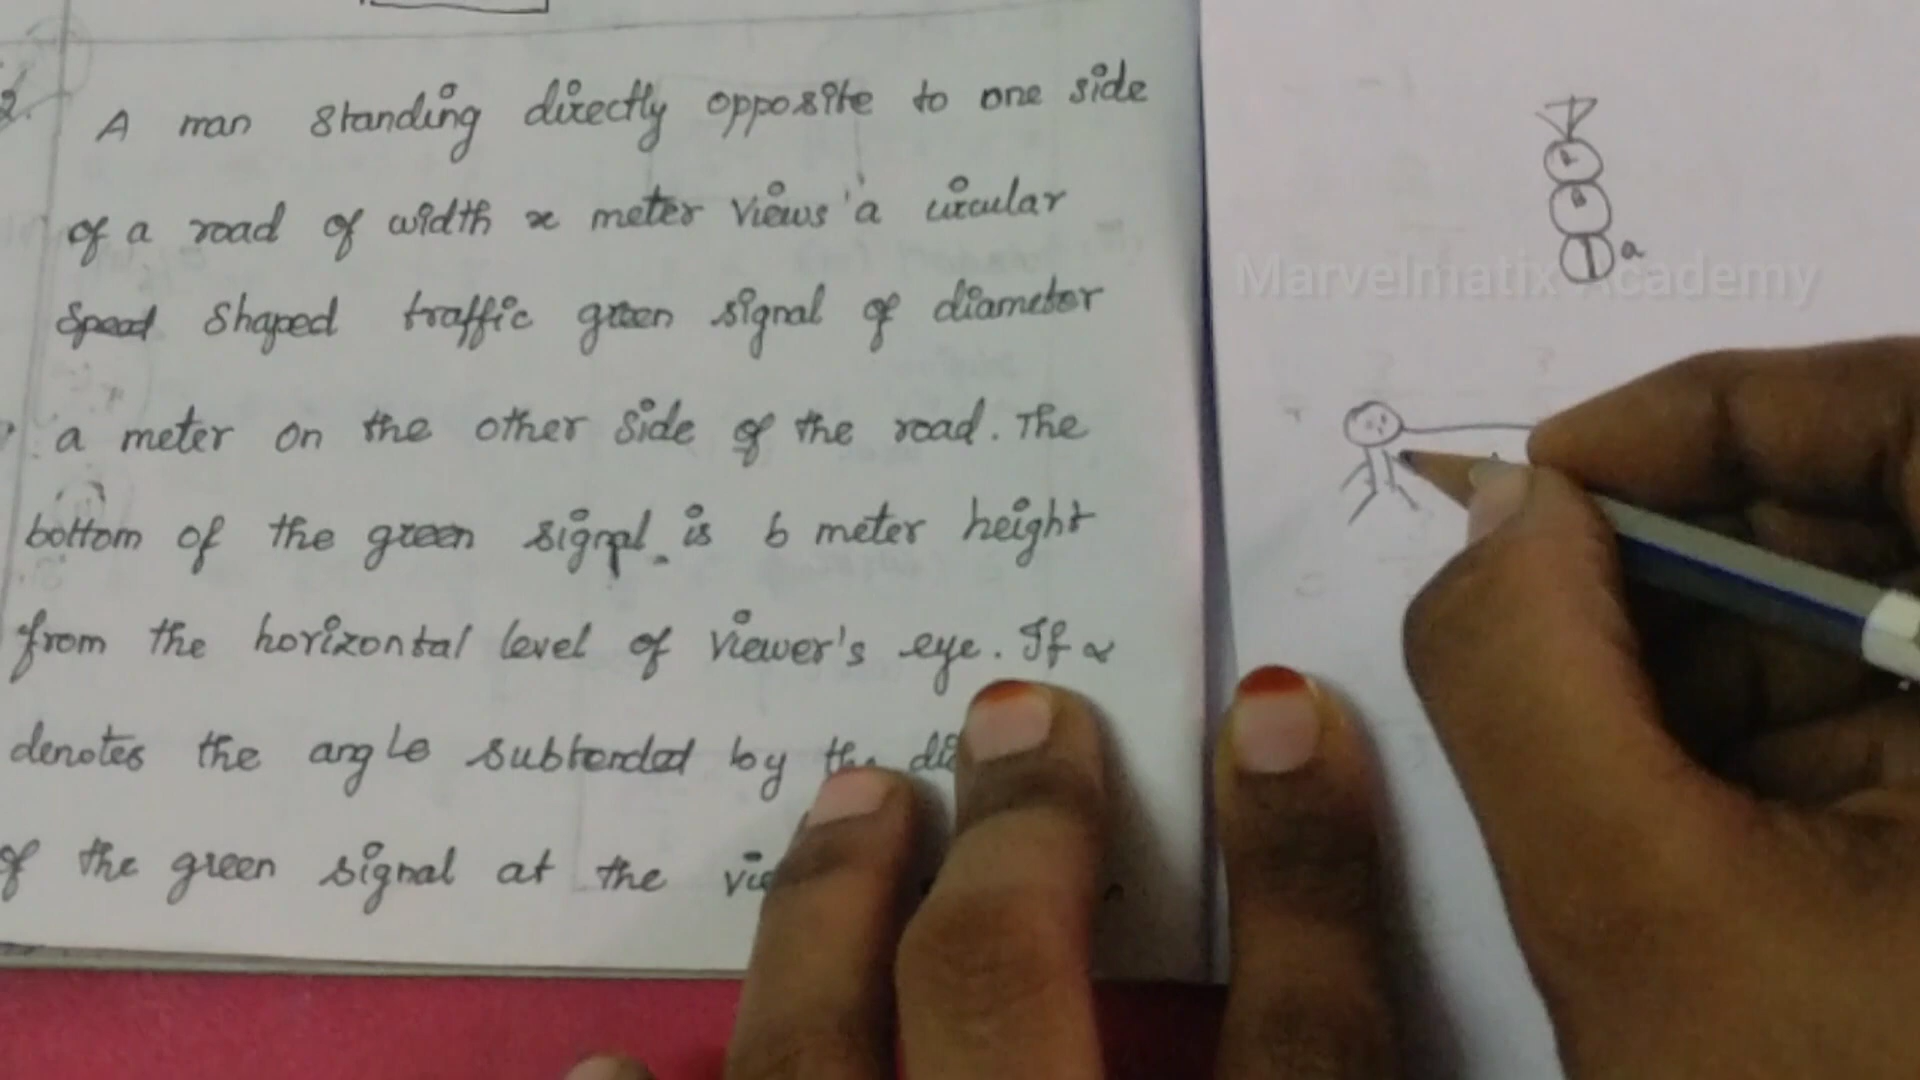 2. A man standing directly opposite to one side
of a road of width x meter views a circular
shaped traffic green signal of diameter
a meter on the other side of the road. The
bottom of the green signal is b meter height
from the horizontal level of viewer's eye. If α
denotes the angle subtended by the
of the green signal at the
a
Marvelmatix Academy